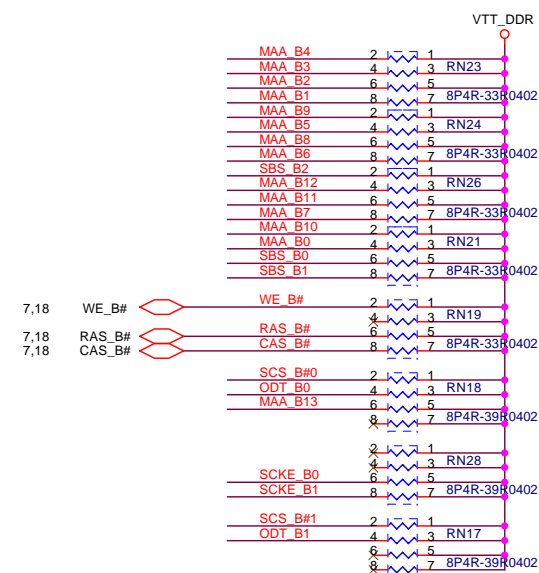 VTT_DDR
MAA_B4 2 1
MAA_B3 4 3 RN23
MAA_B2 6 5
MAA_B1 8 7 8P4R-33R0402
MAA_B9 2 1
MAA_B5 4 3 RN24
MAA_B8 6 5
MAA_B6 8 7 8P4R-33R0402
SBS_B2 2 1
MAA_B12 4 3 RN26
MAA_B11 6 5
MAA_B7 8 7 8P4R-33R0402
MAA_B10 2 1
MAA_B0 4 3 RN21
SBS_B0 6 5
SBS_B1 8 7 8P4R-33R0402
7,18 WE_B# WE_B# 2 1
4 3 RN19
7,18 RAS_B# RAS_B# 6 5
7,18 CAS_B# CAS_B# 8 7 8P4R-33R0402
SCS_B#0 2 1
ODT_B0 4 3 RN18
MAA_B13 6 5
8 7 8P4R-39R0402
2 1
4 3 RN28
SCKE_B0 6 5
SCKE_B1 8 7 8P4R-39R0402
SCS_B#1 2 1
ODT_B1 4 3 RN17
6 5
8 7 8P4R-39R0402